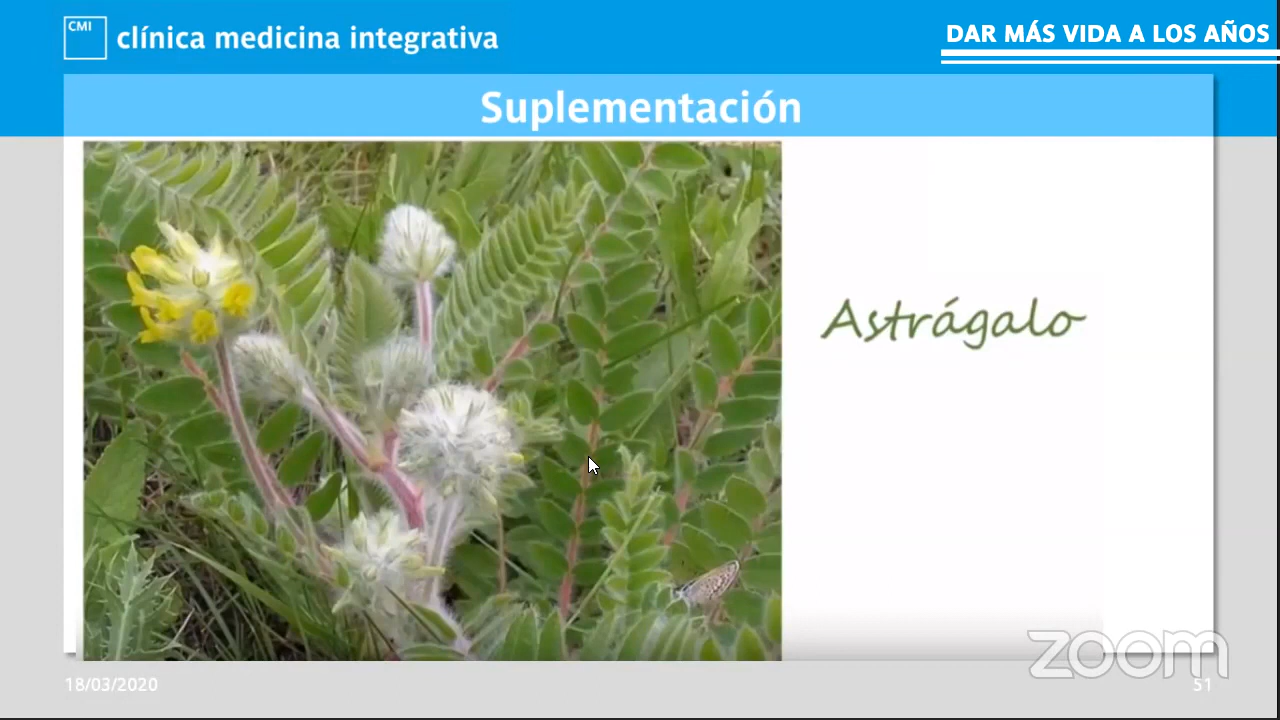 CMI
clínica medicina integrativa
DAR MÁS VIDA A LOS AÑOS
Suplementación
Astrágalo
zoom
18/03/2020
51